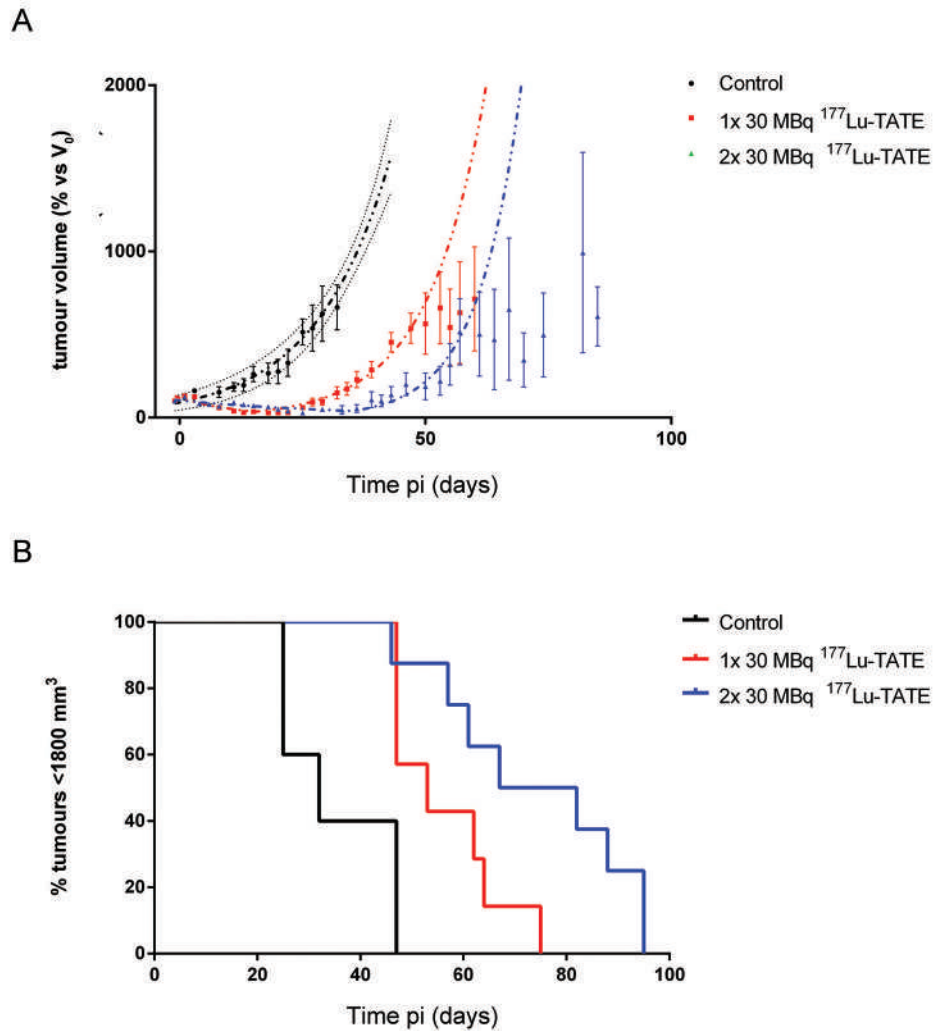 A
tumour volume (% vs V₀)
2000
1000
0
0
50
100
Time pi (days)
Control
1x 30 MBq ¹⁷⁷Lu-TATE
2x 30 MBq ¹⁷⁷Lu-TATE
B
% tumours <1800 mm³
100
80
60
40
20
0
0
20
40
60
80
100
Time pi (days)
Control
1x 30 MBq ¹⁷⁷Lu-TATE
2x 30 MBq ¹⁷⁷Lu-TATE